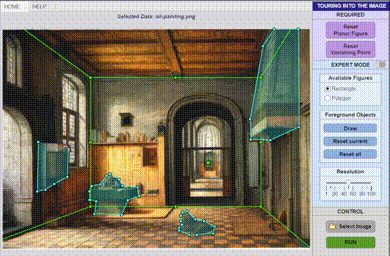 HOME HELP
Selected Data: oil-painting.png
TOURING INTO THE IMAGE
REQUIRED
Reset
Planar Figure
Reset
Vanishing Point
EXPERT MODE
Available Figures
Rectangle
Polygon
Foreground Objects
Draw
Reset current
Reset all
Resolution
1 20 40 60 80 100
CONTROL
Select Image
RUN